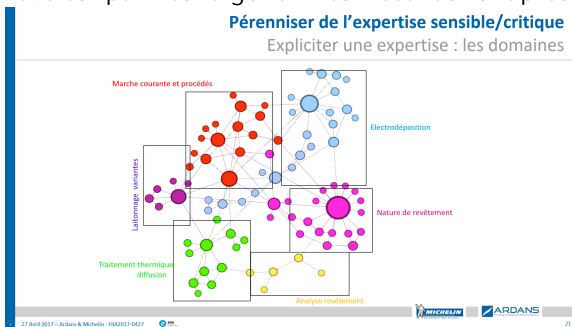 Pérenniser de l'expertise sensible/critique
Expliciter une expertise : les domaines
Marche courante et procédés
Electrodéposition
Laitonnage variantes
Nature de revêtement
Traitement thermique
diffusion
Analyse revêtement
MICHELIN
ARDANS
27 Avril 2017 – Ardans & Michelin - FIIA2017-0427
21